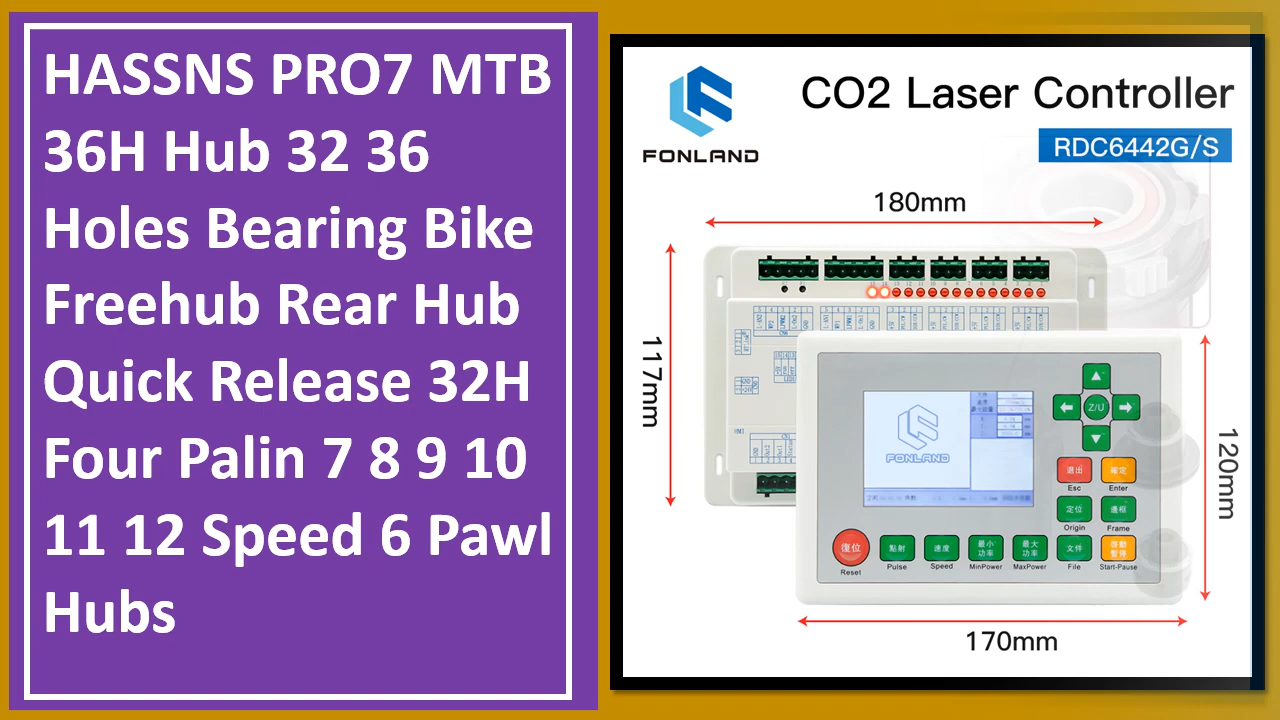 HASSNS PRO7 MTB
36H Hub 32 36
Holes Bearing Bike
Freehub Rear Hub
Quick Release 32H
Four Palin 7 8 9 10
11 12 Speed 6 Pawl
Hubs
FONLAND
CO2 Laser Controller
RDC6442G/S
180mm
117mm
HMI
CN1
FONLAND
Z/U
退出 確定
Esc Enter
定位 邊框
Origin Frame
復位 點射 速度 最小功率 最大功率 文件 啓動暫停
Reset Pulse Speed MinPower MaxPower File Start-Pause
120mm
170mm